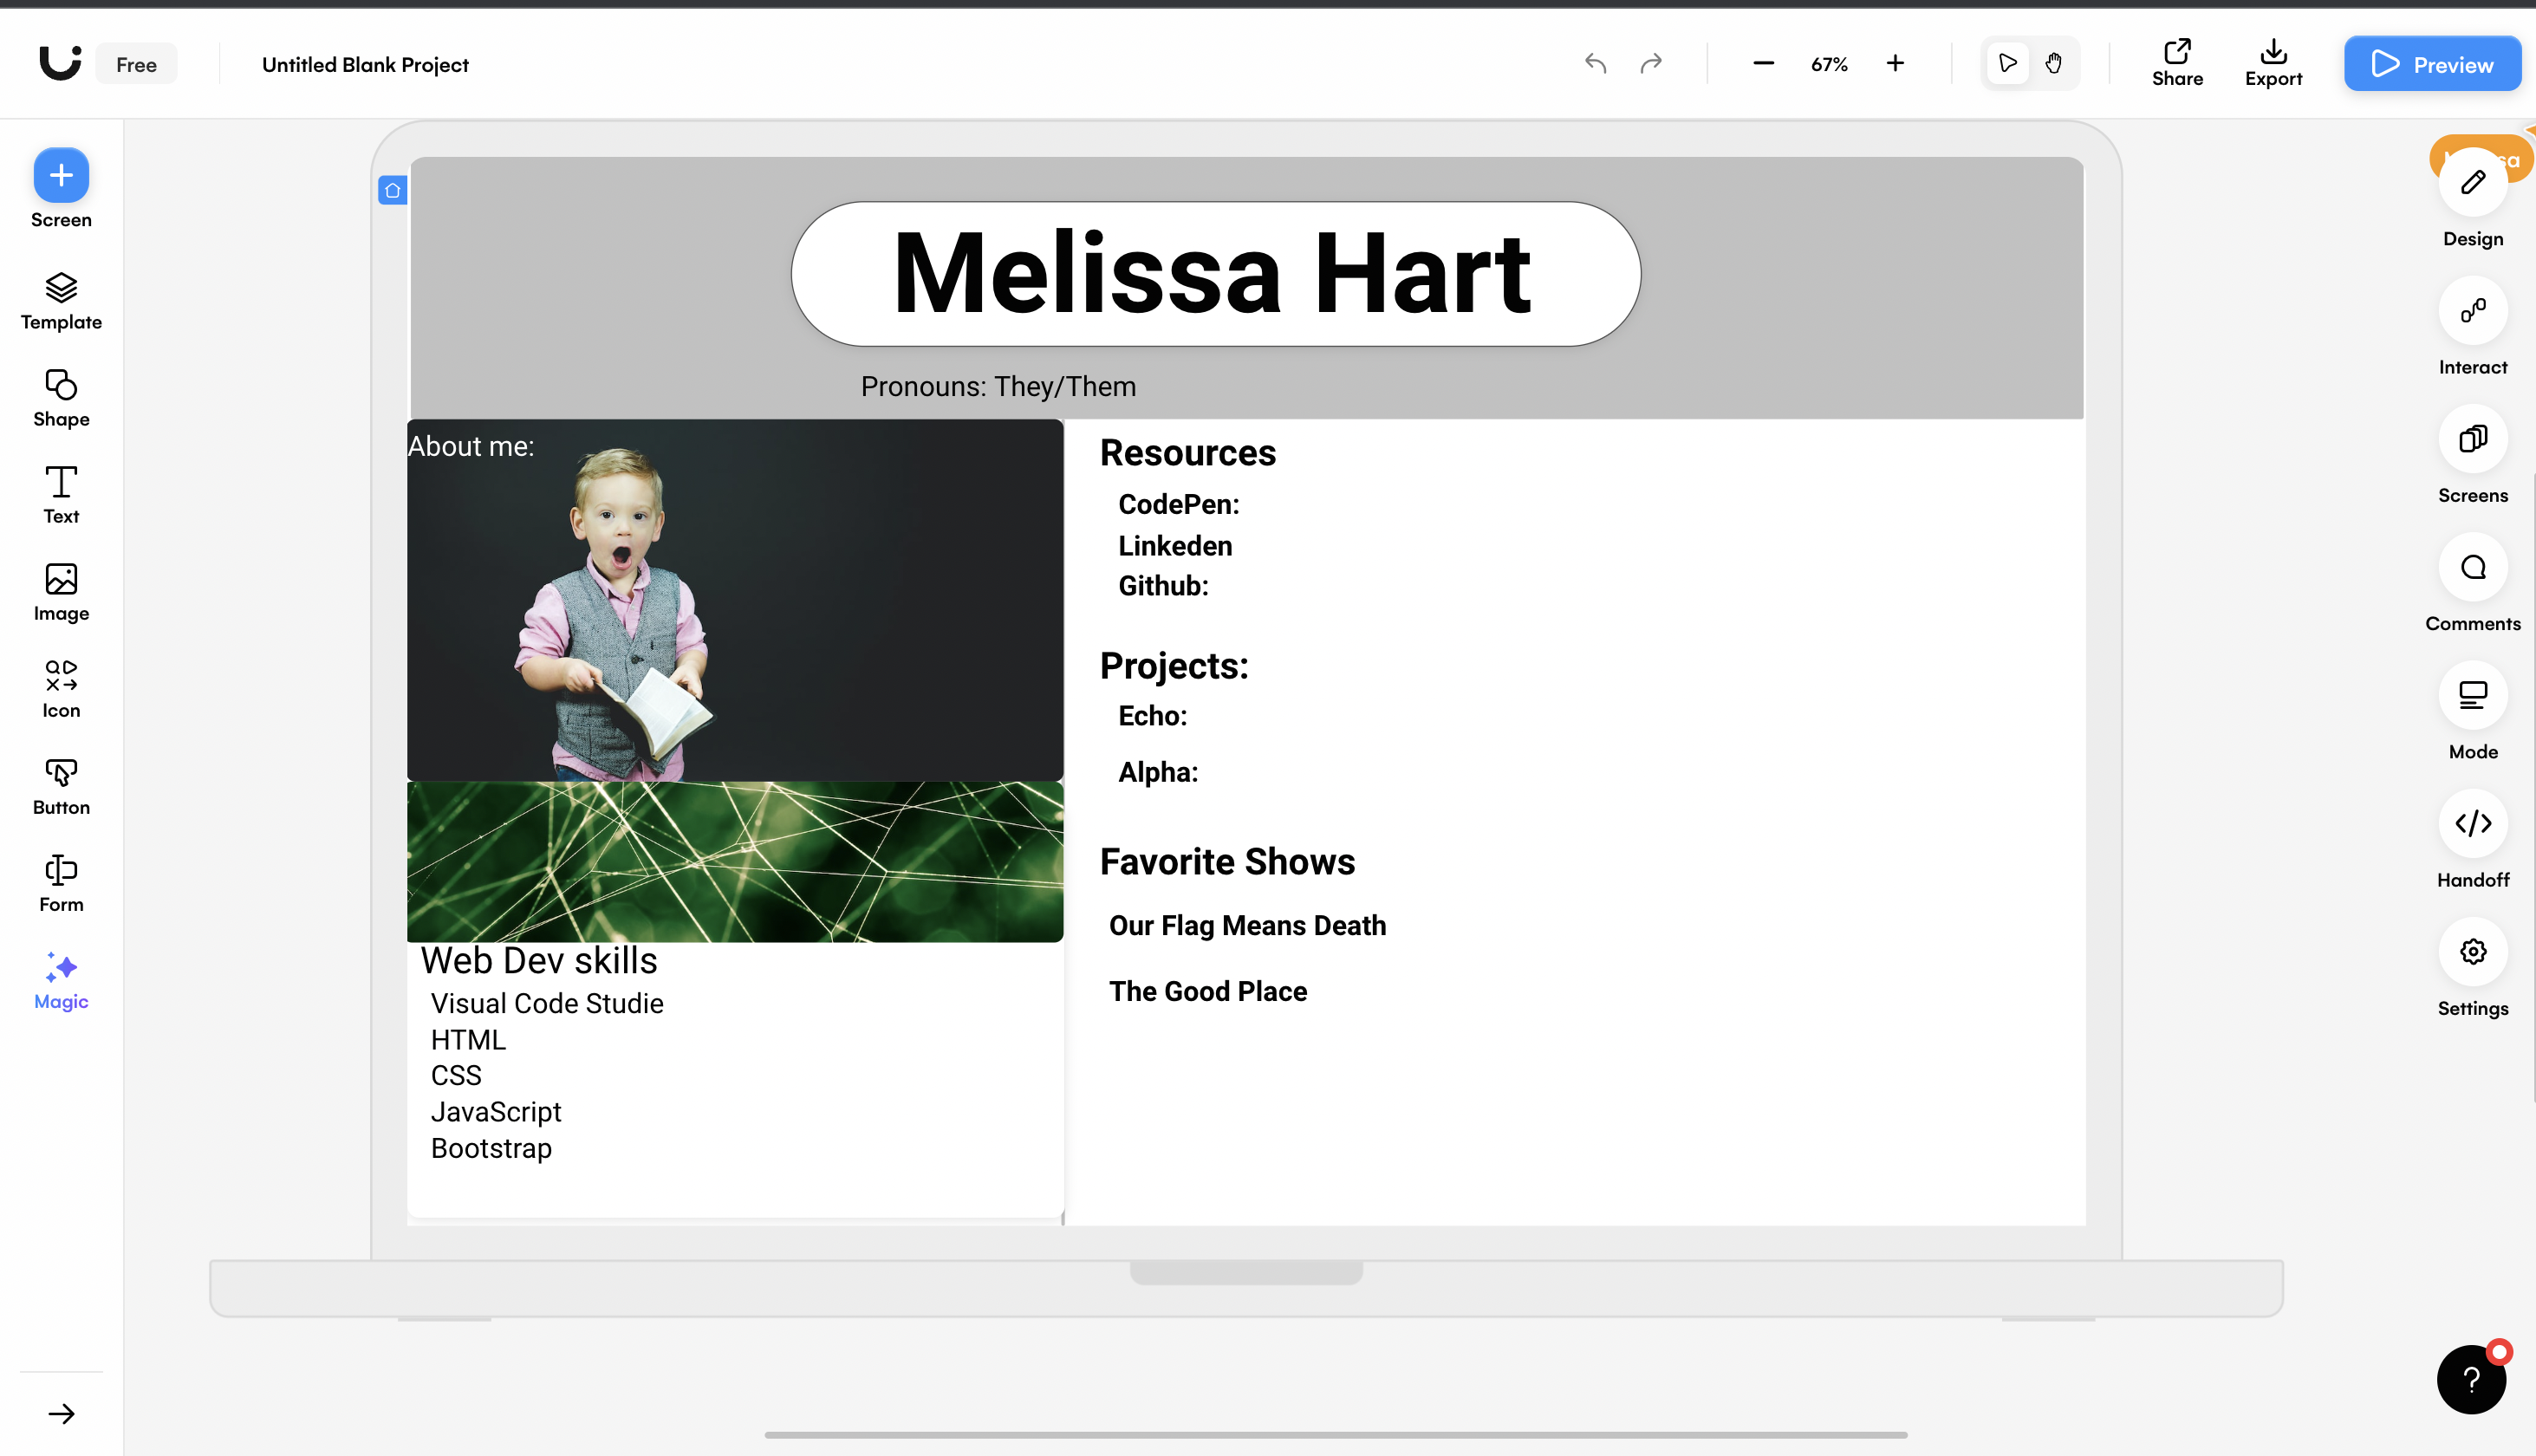 Free
Untitled Blank Project
67%
Share
Export
Preview
Screen
Template
Shape
Text
Image
Icon
Button
Form
Magic
Melissa Hart
Pronouns: They/Them
About me:
Web Dev skills
Visual Code Studie
HTML
CSS
JavaScript
Bootstrap
Resources
CodePen:
Linkeden
Github:
Projects:
Echo:
Alpha:
Favorite Shows
Our Flag Means Death
The Good Place
Design
Interact
Screens
Comments
Mode
Handoff
Settings
?